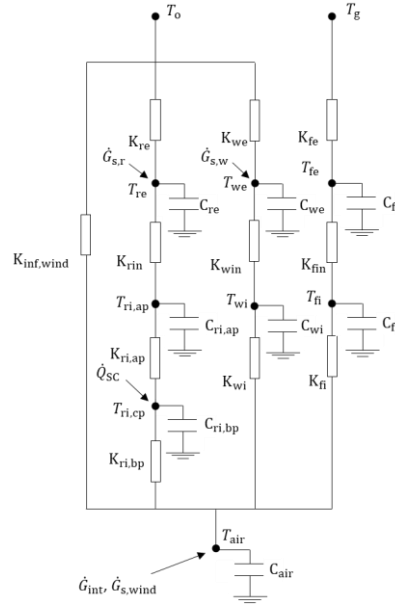 T_o
T_g
K_re
K_we
K_fe
Ġ_s,r
Ġ_s,w
T_re
T_we
T_fe
C_re
C_we
C_f
K_inf,wind
K_rin
K_win
K_fin
T_ri,ap
T_wi
T_fi
C_ri,ap
C_wi
C_f
K_ri,ap
K_wi
K_fi
Q̇_SC
T_ri,cp
C_ri,bp
K_ri,bp
T_air
C_air
Ġ_int, Ġ_s,wind